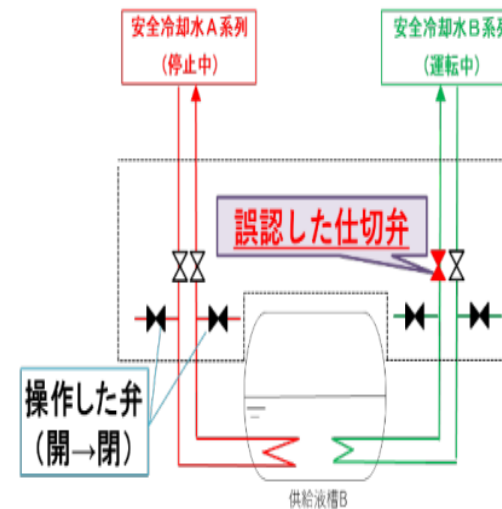 安全冷却水A系列
(停止中)
安全冷却水B系列
(運転中)
誤認した仕切弁
操作した弁
(開→閉)
供給液槽B